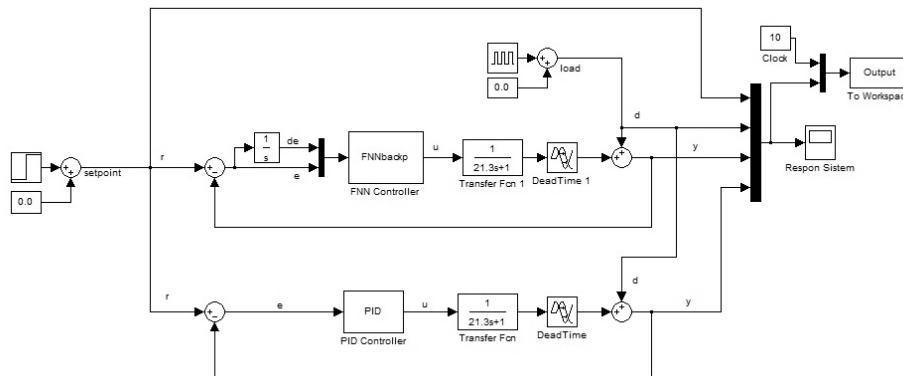 10
Clock
Output
To Workspac
0.0
load
d
1
s
de
r
e
FNNbackp
FNN Controller
u
1
21.3s+1
Transfer Fcn 1
DeadTime 1
y
Respon Sistem
setpoint
0.0
d
r
e
PID
PID Controller
u
1
21.3s+1
Transfer Fcn
DeadTime
y